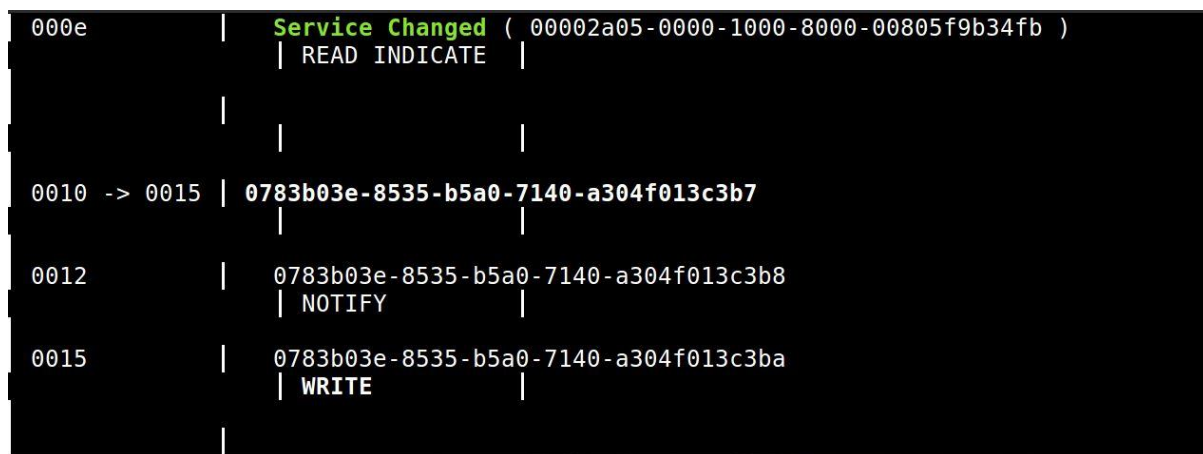 000e | Service Changed ( 00002a05-0000-1000-8000-00805f9b34fb )
| READ INDICATE |
|
| |
0010 -> 0015 | 0783b03e-8535-b5a0-7140-a304f013c3b7
| |
0012 | 0783b03e-8535-b5a0-7140-a304f013c3b8
| NOTIFY |
0015 | 0783b03e-8535-b5a0-7140-a304f013c3ba
| WRITE |
|